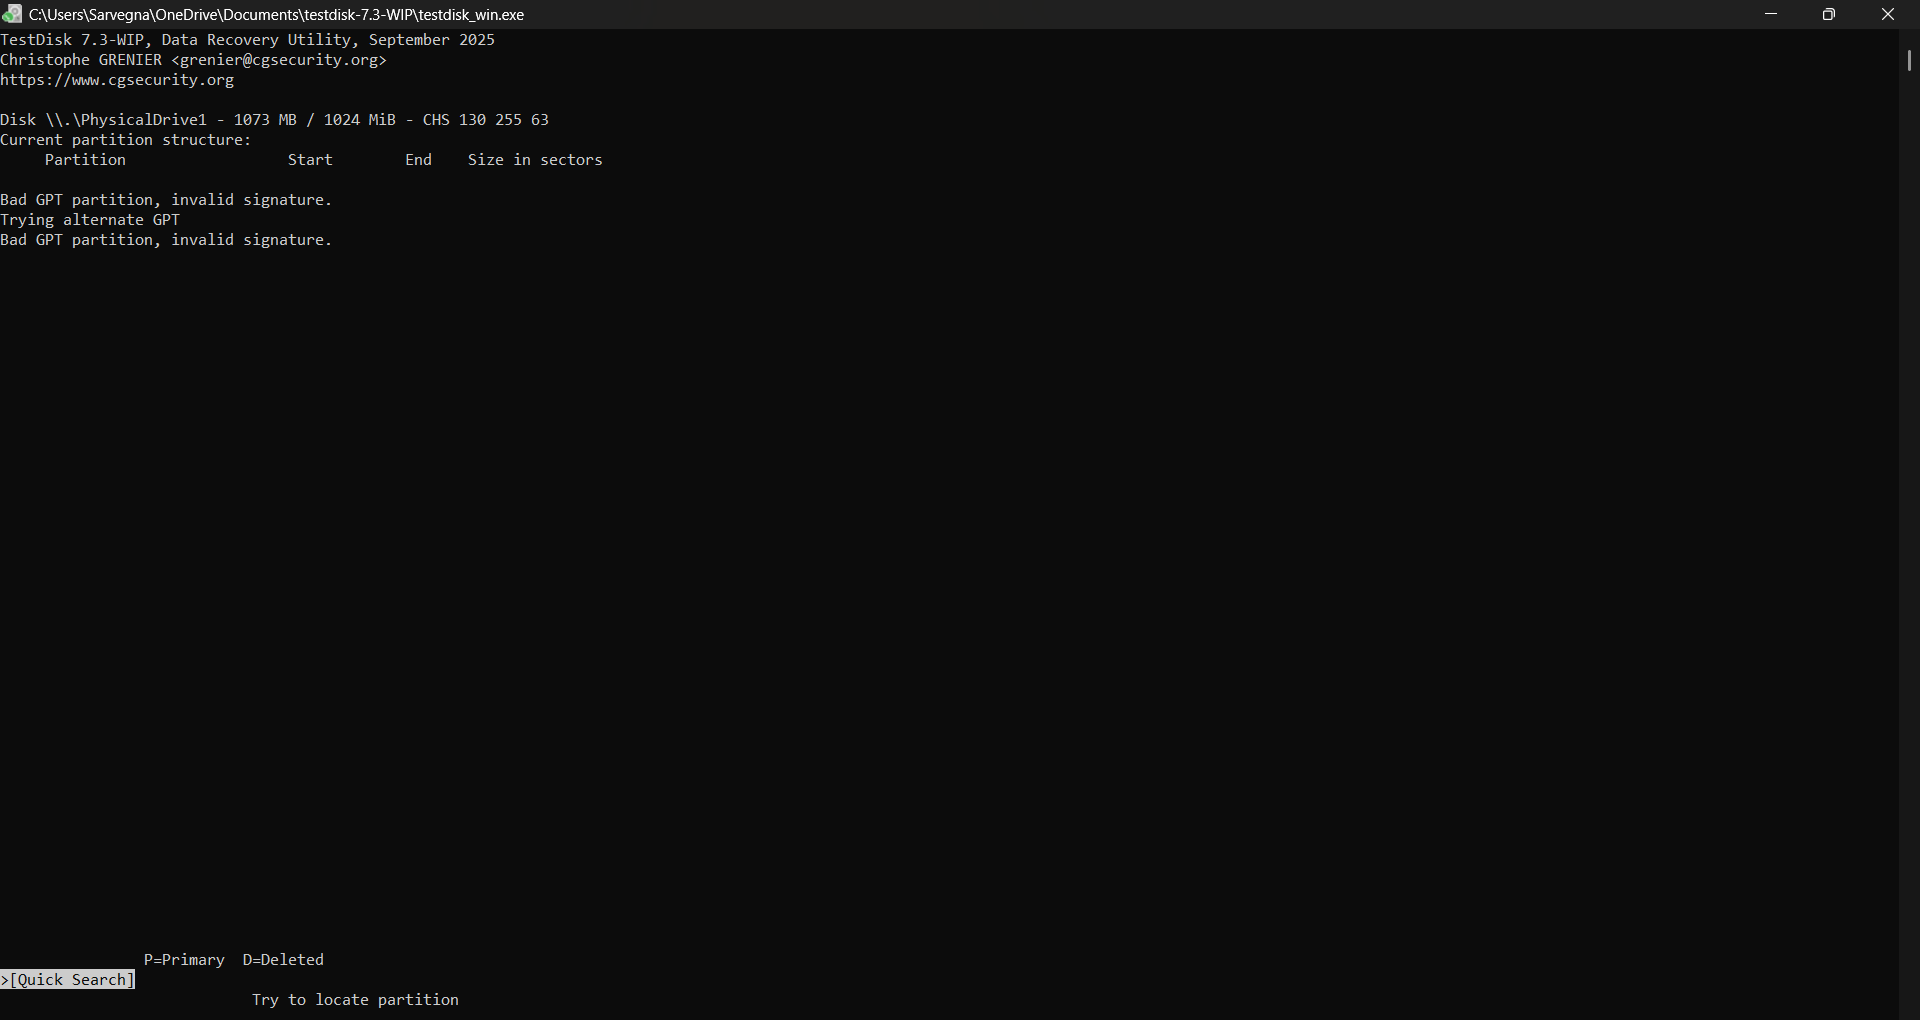 C:\Users\Sarvegna\OneDrive\Documents\testdisk-7.3-WIP\testdisk_win.exe
TestDisk 7.3-WIP, Data Recovery Utility, September 2025
Christophe GRENIER <grenier@cgsecurity.org>
https://www.cgsecurity.org
Disk \\.\PhysicalDrive1 - 1073 MB / 1024 MiB - CHS 130 255 63
Current partition structure:
Partition Start End Size in sectors
Bad GPT partition, invalid signature.
Trying alternate GPT
Bad GPT partition, invalid signature.
P=Primary D=Deleted
>[Quick Search]
Try to locate partition